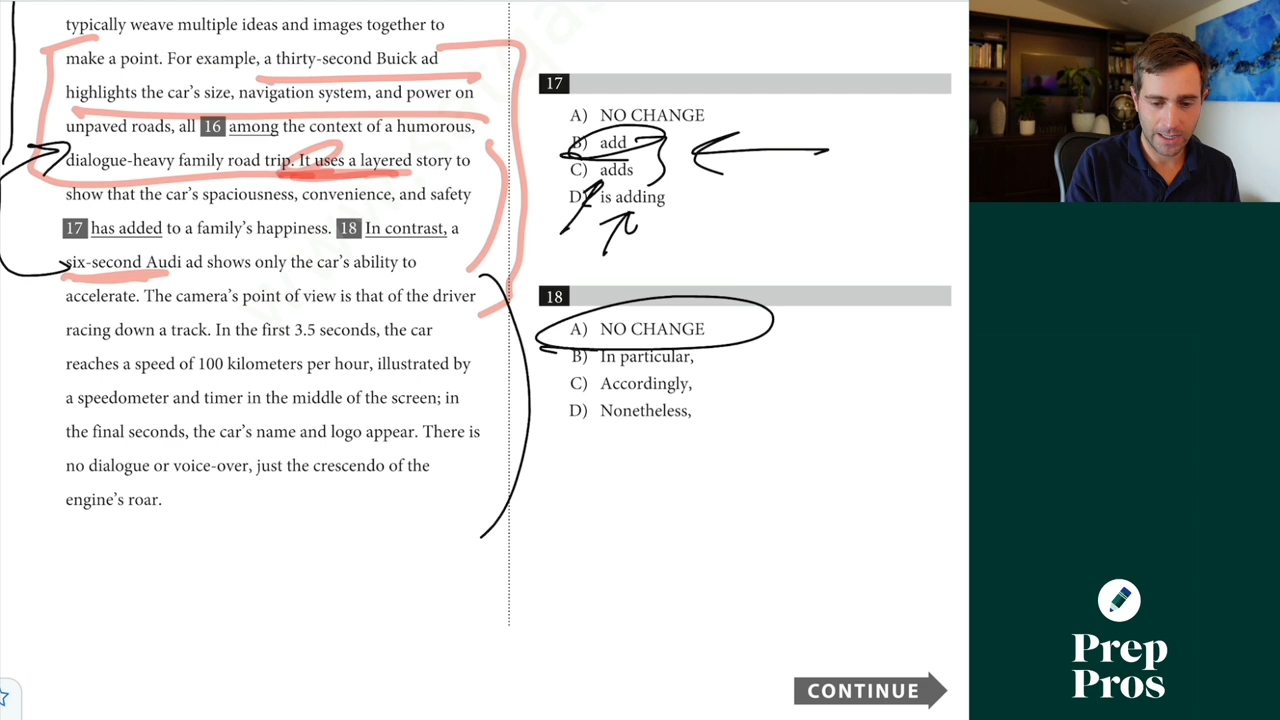 typically weave multiple ideas and images together to
make a point. For example, a thirty-second Buick ad
highlights the car's size, navigation system, and power on
unpaved roads, all 16 among the context of a humorous,
dialogue-heavy family road trip. It uses a layered story to
show that the car's spaciousness, convenience, and safety
17 has added to a family's happiness. 18 In contrast, a
six-second Audi ad shows only the car's ability to
accelerate. The camera's point of view is that of the driver
racing down a track. In the first 3.5 seconds, the car
reaches a speed of 100 kilometers per hour, illustrated by
a speedometer and timer in the middle of the screen; in
the final seconds, the car's name and logo appear. There is
no dialogue or voice-over, just the crescendo of the
engine's roar.
17
A) NO CHANGE
B) add
C) adds
D) is adding
18
A) NO CHANGE
B) In particular,
C) Accordingly,
D) Nonetheless,
CONTINUE
Prep
Pros